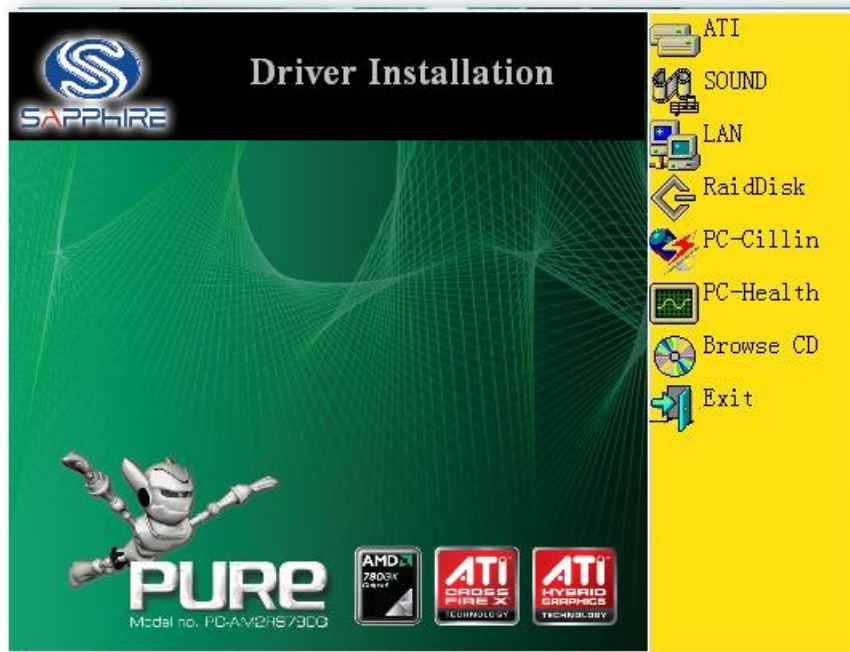 SAPPHIRE
Driver Installation
ATI
SOUND
LAN
RaidDisk
PC-Cillin
PC-Health
Browse CD
Exit
PURE
Model no. PC-AM2RS790G
AMD
780GX
ATI
CROSS
FIRE X
TECHNOLOGY
ATI
HYBRID
GRAPHICS
TECHNOLOGY